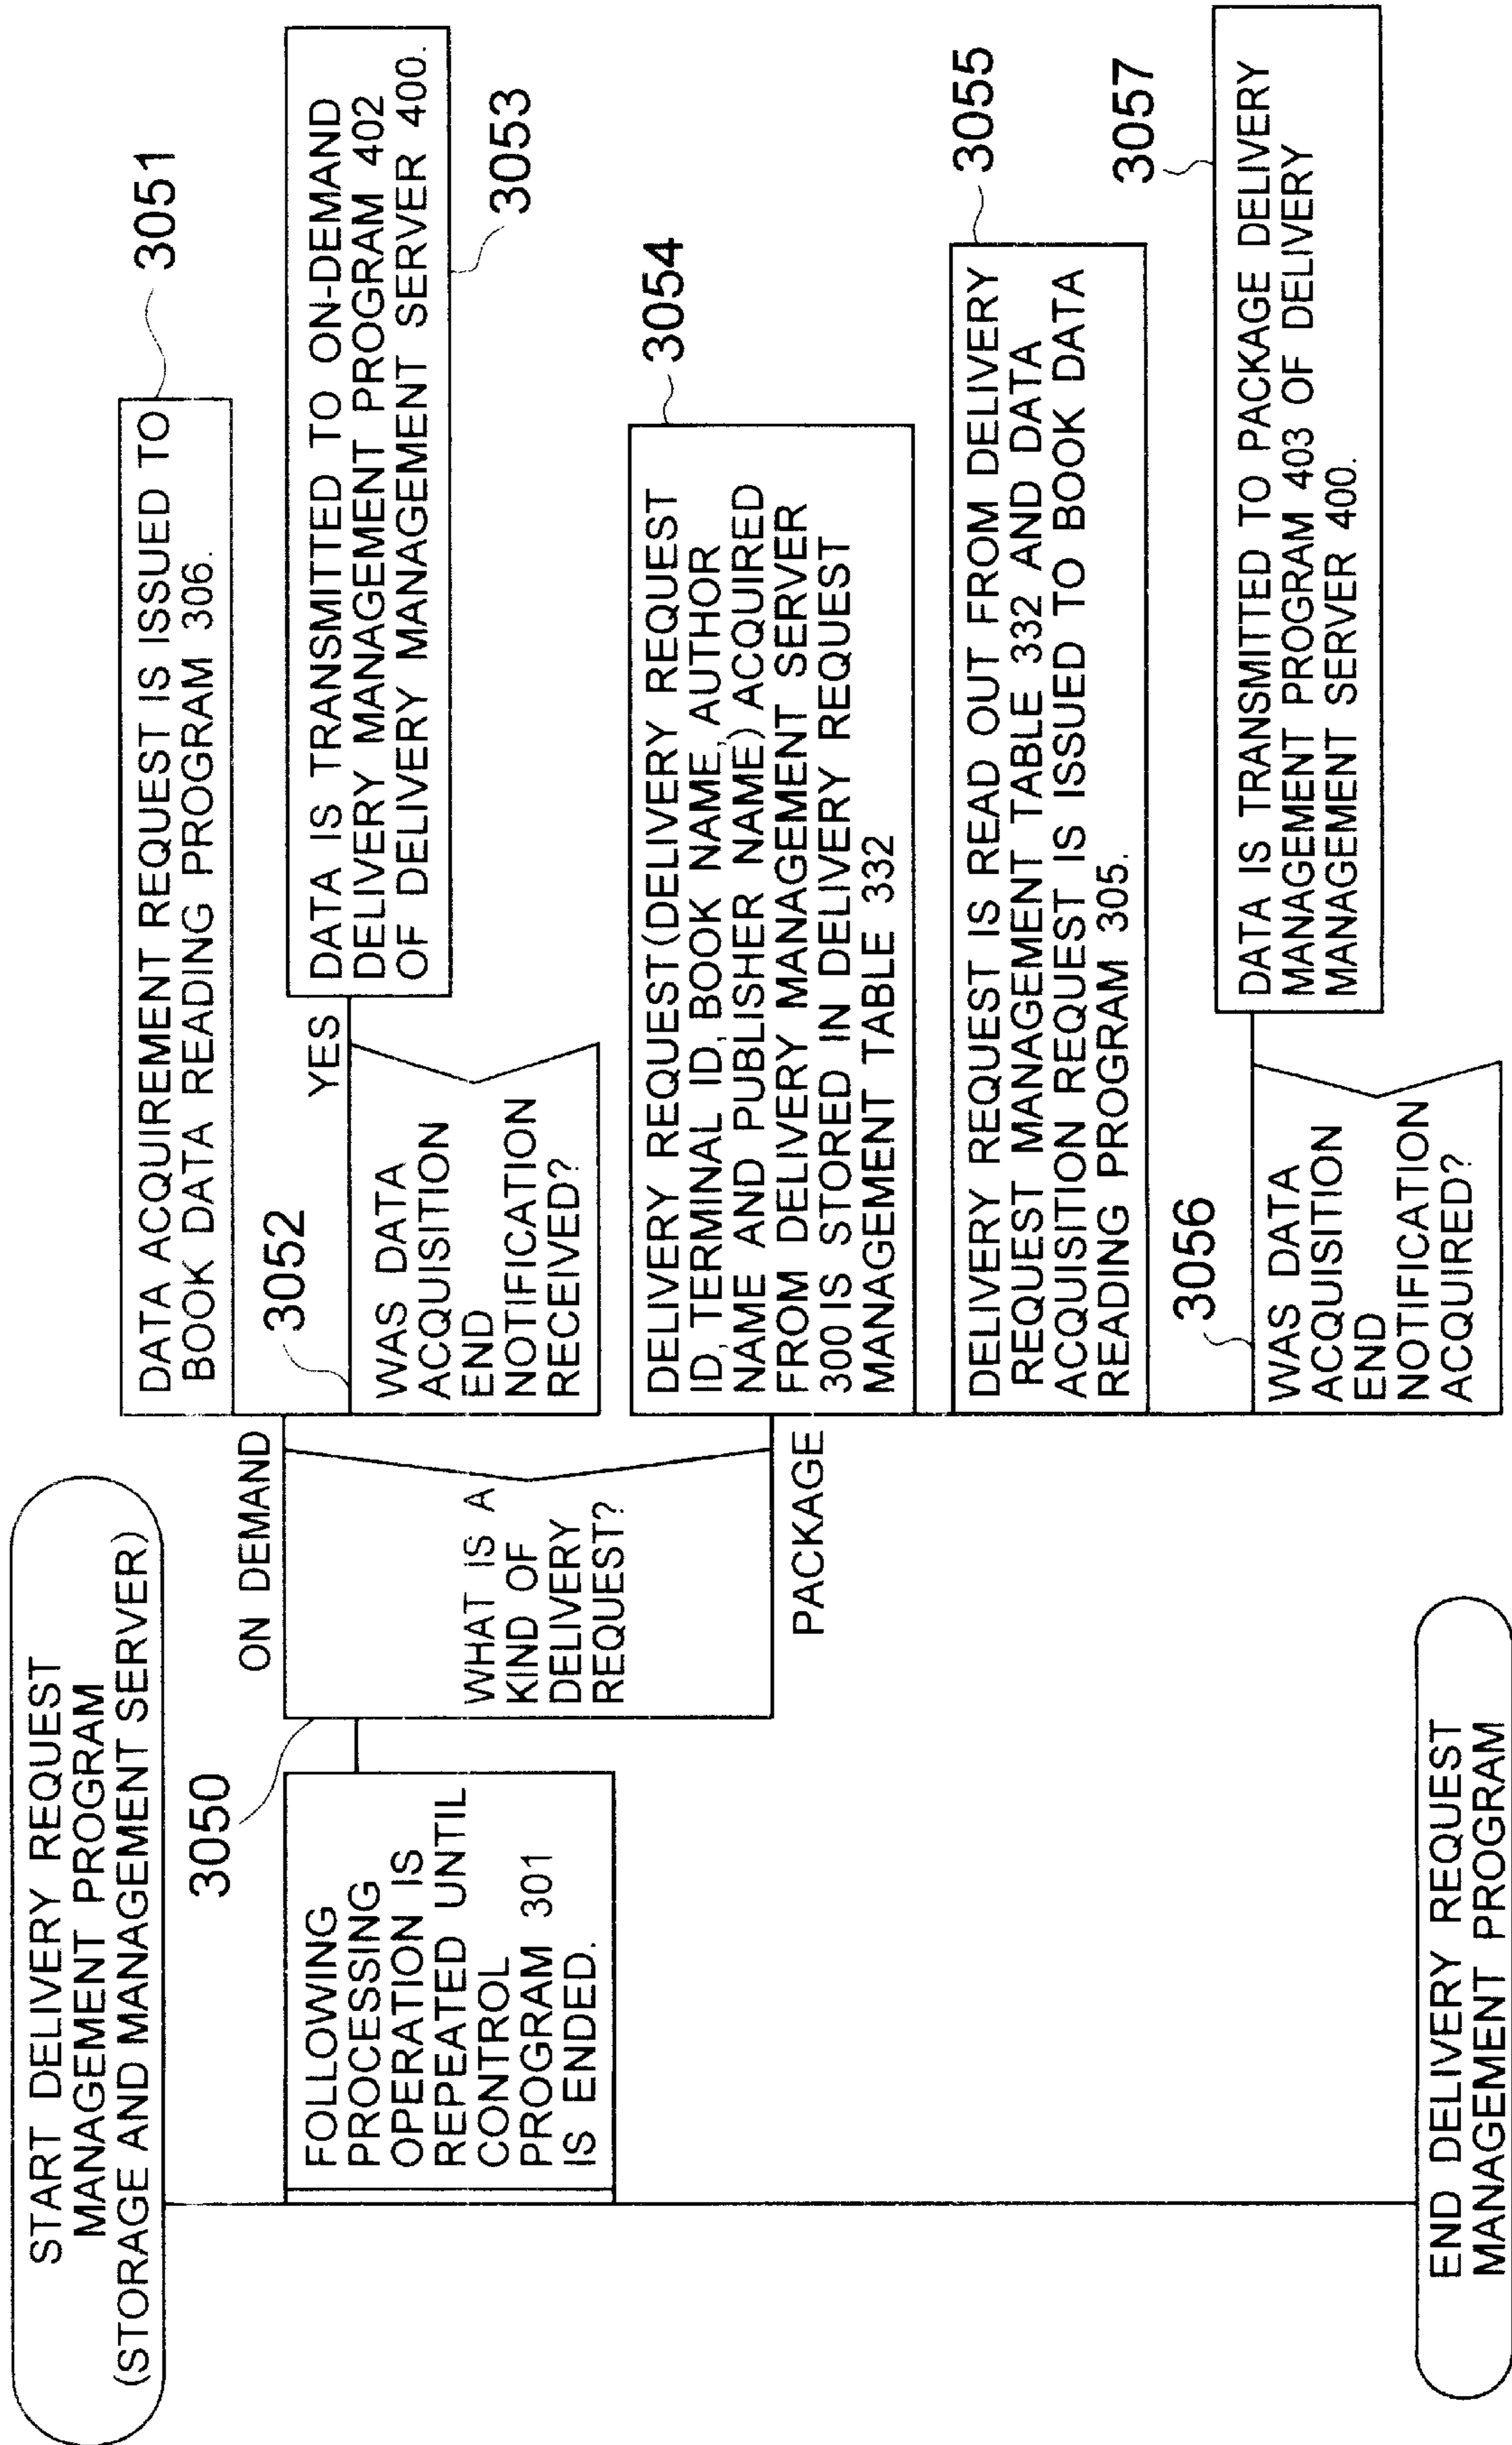 START DELIVERY REQUEST
MANAGEMENT PROGRAM
(STORAGE AND MANAGEMENT SERVER)
3050
FOLLOWING
PROCESSING
OPERATION IS
REPEATED UNTIL
CONTROL
PROGRAM 301
IS ENDED.
ON DEMAND
WHAT IS A
KIND OF
DELIVERY
REQUEST?
PACKAGE
DATA ACQUIREMENT REQUEST IS ISSUED TO
BOOK DATA READING PROGRAM 306.
3051
3052
YES
WAS DATA
ACQUISITION
END
NOTIFICATION
RECEIVED?
DATA IS TRANSMITTED TO ON-DEMAND
DELIVERY MANAGEMENT PROGRAM 402
OF DELIVERY MANAGEMENT SERVER 400.
3053
3054
DELIVERY REQUEST (DELIVERY REQUEST
ID, TERMINAL ID, BOOK NAME, AUTHOR
NAME AND PUBLISHER NAME) ACQUIRED
FROM DELIVERY MANAGEMENT SERVER
300 IS STORED IN DELIVERY REQUEST
MANAGEMENT TABLE 332
3055
DELIVERY REQUEST IS READ OUT FROM DELIVERY
REQUEST MANAGEMENT TABLE 332 AND DATA
ACQUISITION REQUEST IS ISSUED TO BOOK DATA
READING PROGRAM 305.
3056
WAS DATA
ACQUISITION
END
NOTIFICATION
ACQUIRED?
3057
DATA IS TRANSMITTED TO PACKAGE DELIVERY
MANAGEMENT PROGRAM 403 OF DELIVERY
MANAGEMENT SERVER 400.
END DELIVERY REQUEST
MANAGEMENT PROGRAM